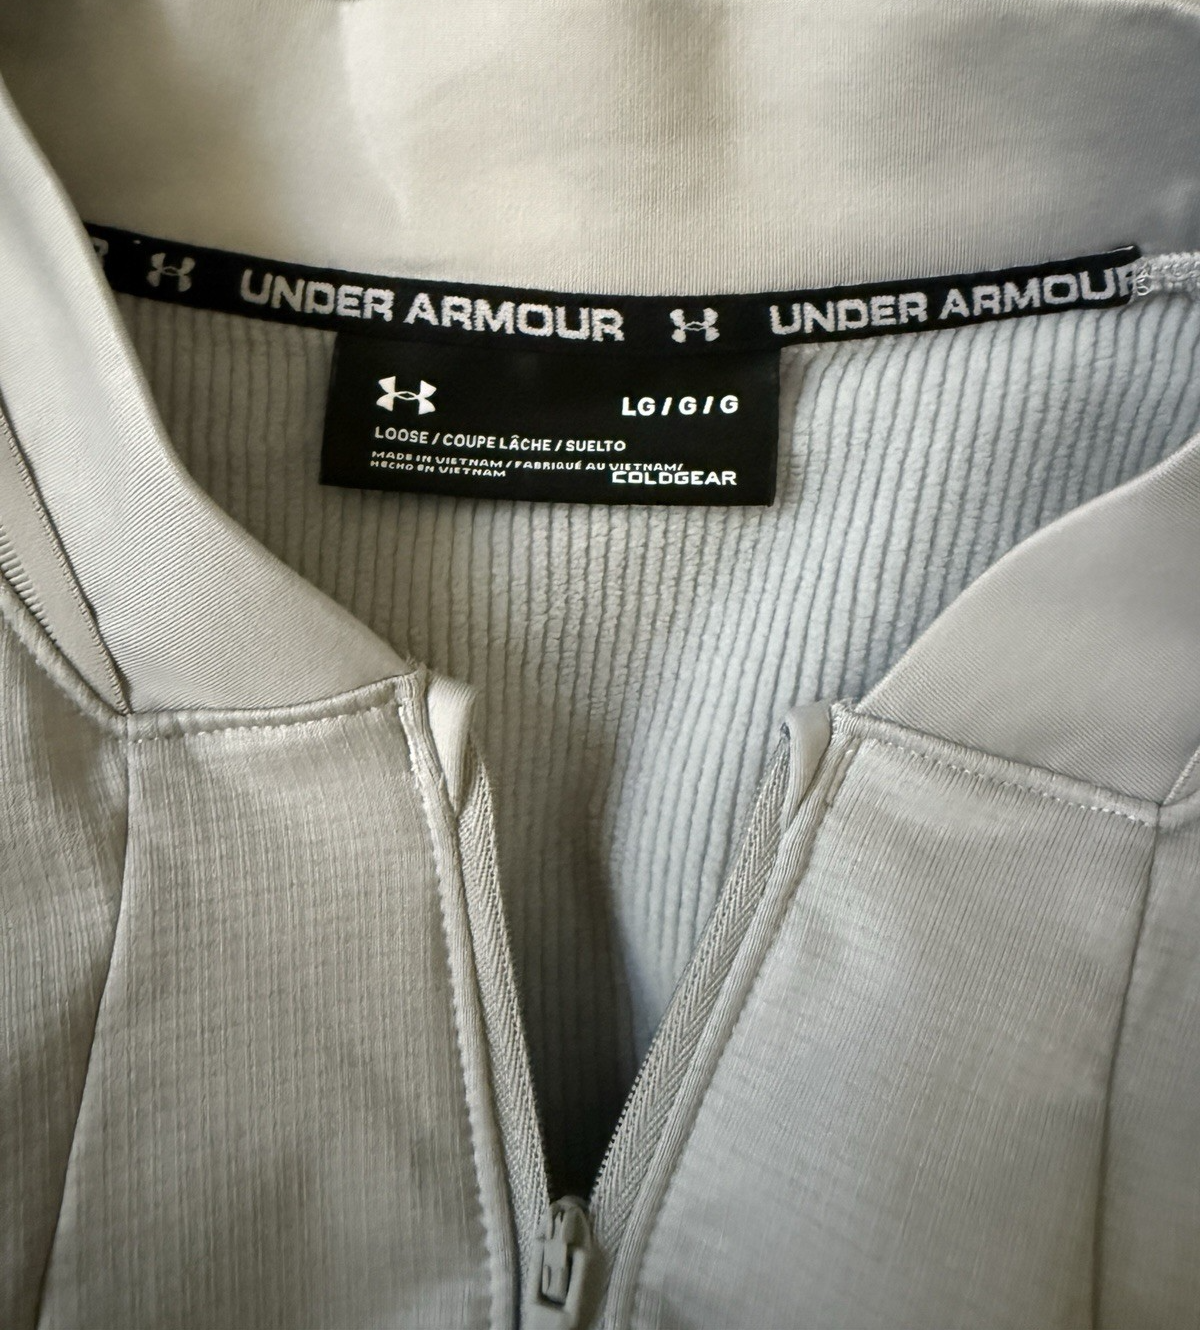 UNDER ARMOUR UNDER ARMOUR
LG/G/G
LOOSE / COUPE LÂCHE / SUELTO
MADE IN VIETNAM / FABRIQUÉ AU VIETNAM/
HECHO EN VIETNAM
COLDGEAR